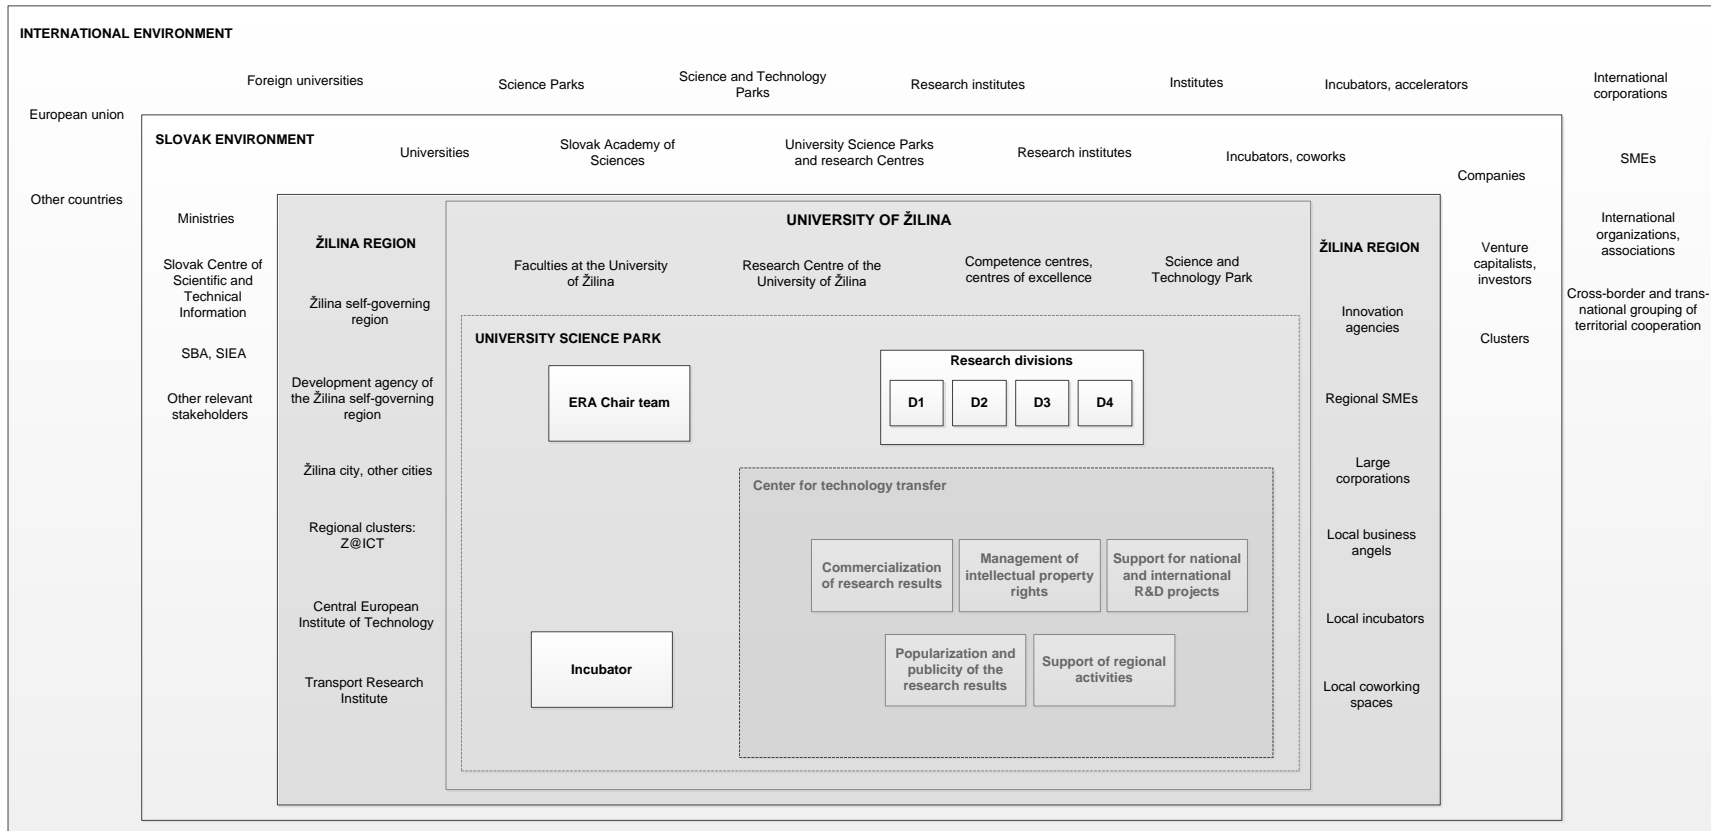 INTERNATIONAL ENVIRONMENT
Foreign universities
Science Parks
Science and Technology
Parks
Research institutes
Institutes
Incubators, accelerators
International
corporations
European union
Other countries
SMEs
International
organizations,
associations
Cross-border and trans-
national grouping of
territorial cooperation
SLOVAK ENVIRONMENT
Universities
Slovak Academy of
Sciences
University Science Parks
and research Centres
Research institutes
Incubators, coworks
Companies
Ministries
Slovak Centre of
Scientific and
Technical
Information
SBA, SIEA
Other relevant
stakeholders
Venture
capitalists,
investors
Clusters
ŽILINA REGION
Žilina self-governing
region
Development agency of
the Žilina self-governing
region
Žilina city, other cities
Regional clusters:
Z@ICT
Central European
Institute of Technology
Transport Research
Institute
UNIVERSITY OF ŽILINA
Faculties at the University
of Žilina
Research Centre of the
University of Žilina
Competence centres,
centres of excellence
Science and
Technology Park
UNIVERSITY SCIENCE PARK
ERA Chair team
Research divisions
D1
D2
D3
D4
Center for technology transfer
Commercialization
of research results
Management of
intellectual property
rights
Support for national
and international
R&D projects
Popularization and
publicity of the
research results
Support of regional
activities
Incubator
ŽILINA REGION
Innovation
agencies
Regional SMEs
Large
corporations
Local business
angels
Local incubators
Local coworking
spaces